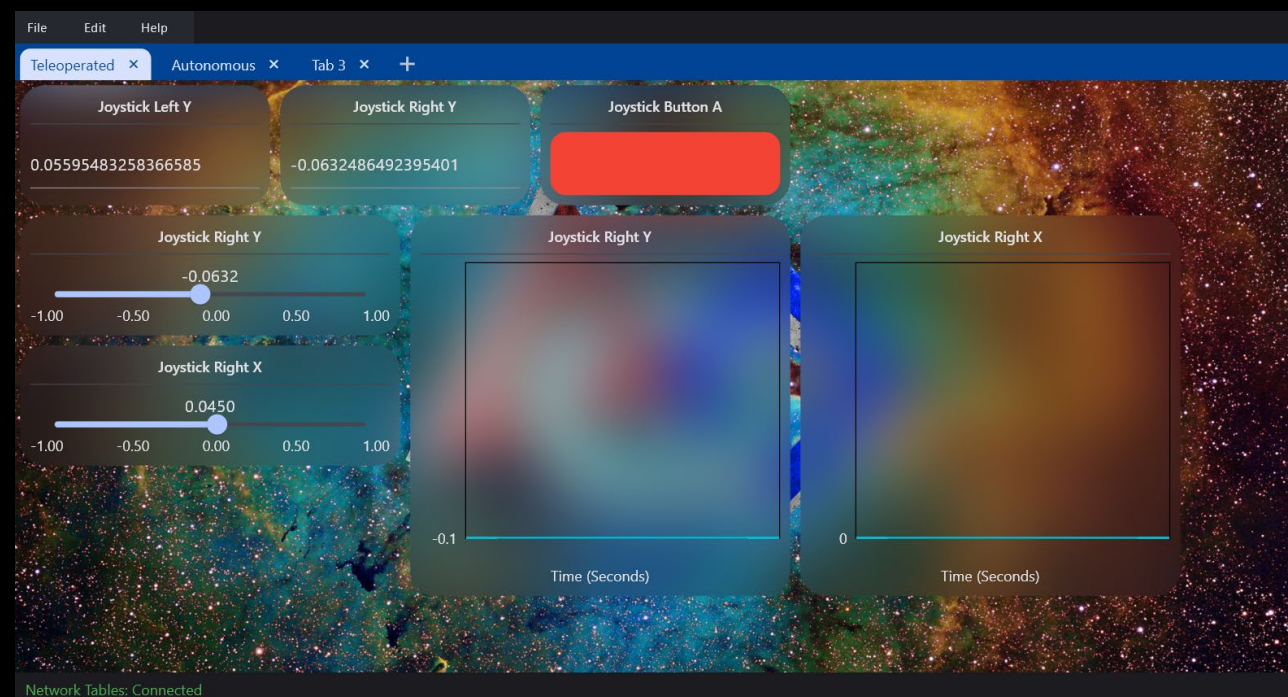 File Edit Help
Teleoperated × Autonomous × Tab 3 × +
Joystick Left Y
0.05595483258366585
Joystick Right Y
-0.0632486492395401
Joystick Button A
Joystick Right Y
-0.0632
-1.00 -0.50 0.00 0.50 1.00
Joystick Right X
0.0450
-1.00 -0.50 0.00 0.50 1.00
Joystick Right Y
-0.1
Time (Seconds)
Joystick Right X
0
Time (Seconds)
Network Tables: Connected